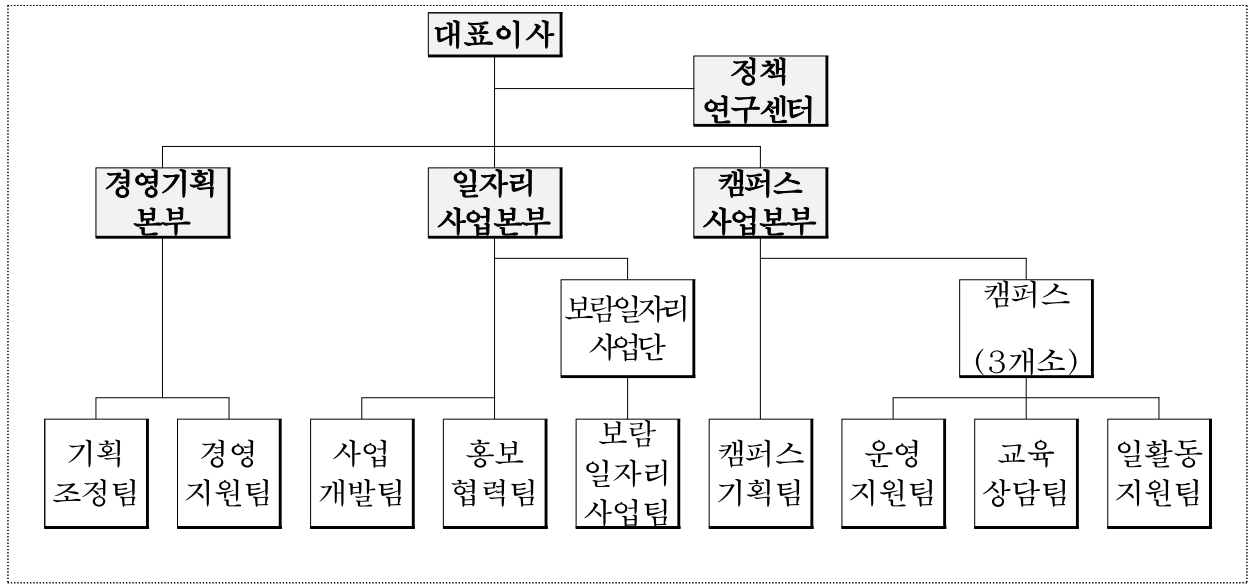 대표이사
정책
연구센터
경영기획
본부
일자리
사업본부
캠퍼스
사업본부
보람일자리
사업단
캠퍼스
(3개소)
기획
조정팀
경영
지원팀
사업
개발팀
홍보
협력팀
보람
일자리
사업팀
캠퍼스
기획팀
운영
지원팀
교육
상담팀
일활동
지원팀